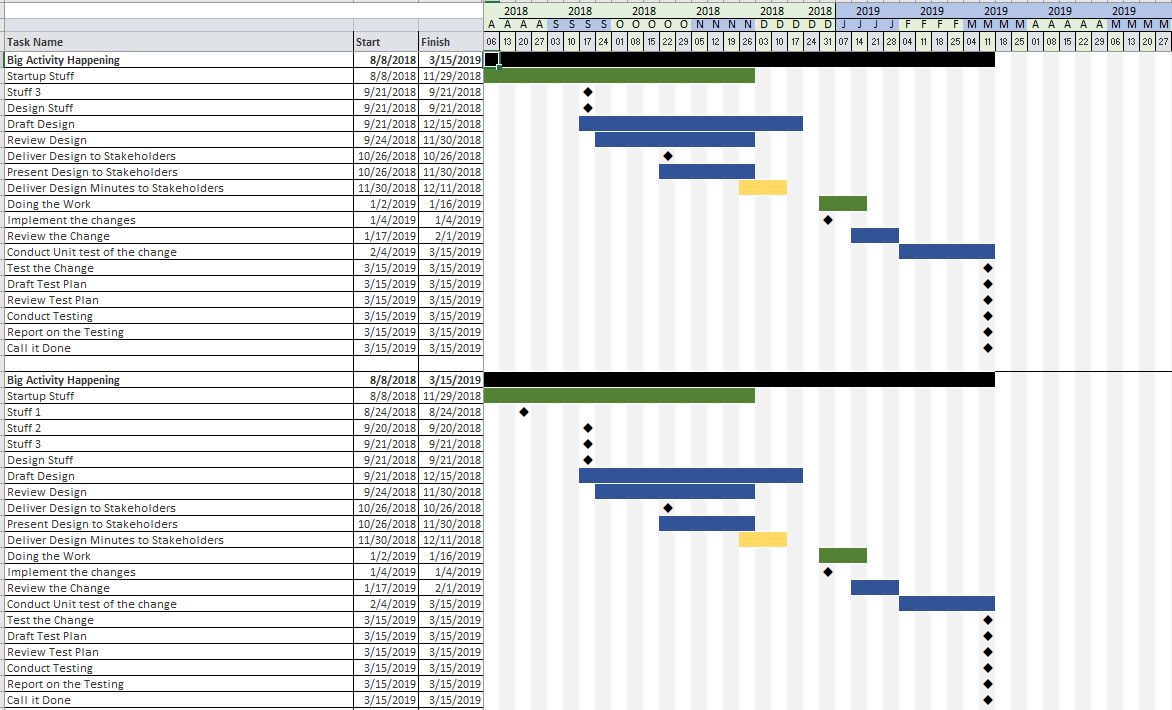 2018 2018 2018 2018 2018 2018 2019 2019 2019 2019 2019
A A A A S S S S O O O O O N N N N D D D D D J J J J F F F F M M M M A A A A A M M M M
Task Name Start Finish 06 13 20 27 03 10 17 24 01 08 15 22 29 05 12 19 26 03 10 17 24 31 07 14 21 28 04 11 18 25 04 11 18 25 01 08 15 22 29 06 13 20 27
Big Activity Happening 8/8/2018 3/15/2019
Startup Stuff 8/8/2018 11/29/2018
Stuff 3 9/21/2018 9/21/2018
Design Stuff 9/21/2018 9/21/2018
Draft Design 9/21/2018 12/15/2018
Review Design 9/24/2018 11/30/2018
Deliver Design to Stakeholders 10/26/2018 10/26/2018
Present Design to Stakeholders 10/26/2018 11/30/2018
Deliver Design Minutes to Stakeholders 11/30/2018 12/11/2018
Doing the Work 1/2/2019 1/16/2019
Implement the changes 1/4/2019 1/4/2019
Review the Change 1/17/2019 2/1/2019
Conduct Unit test of the change 2/4/2019 3/15/2019
Test the Change 3/15/2019 3/15/2019
Draft Test Plan 3/15/2019 3/15/2019
Review Test Plan 3/15/2019 3/15/2019
Conduct Testing 3/15/2019 3/15/2019
Report on the Testing 3/15/2019 3/15/2019
Call it Done 3/15/2019 3/15/2019
Big Activity Happening 8/8/2018 3/15/2019
Startup Stuff 8/8/2018 11/29/2018
Stuff 1 8/24/2018 8/24/2018
Stuff 2 9/20/2018 9/20/2018
Stuff 3 9/21/2018 9/21/2018
Design Stuff 9/21/2018 9/21/2018
Draft Design 9/21/2018 12/15/2018
Review Design 9/24/2018 11/30/2018
Deliver Design to Stakeholders 10/26/2018 10/26/2018
Present Design to Stakeholders 10/26/2018 11/30/2018
Deliver Design Minutes to Stakeholders 11/30/2018 12/11/2018
Doing the Work 1/2/2019 1/16/2019
Implement the changes 1/4/2019 1/4/2019
Review the Change 1/17/2019 2/1/2019
Conduct Unit test of the change 2/4/2019 3/15/2019
Test the Change 3/15/2019 3/15/2019
Draft Test Plan 3/15/2019 3/15/2019
Review Test Plan 3/15/2019 3/15/2019
Conduct Testing 3/15/2019 3/15/2019
Report on the Testing 3/15/2019 3/15/2019
Call it Done 3/15/2019 3/15/2019